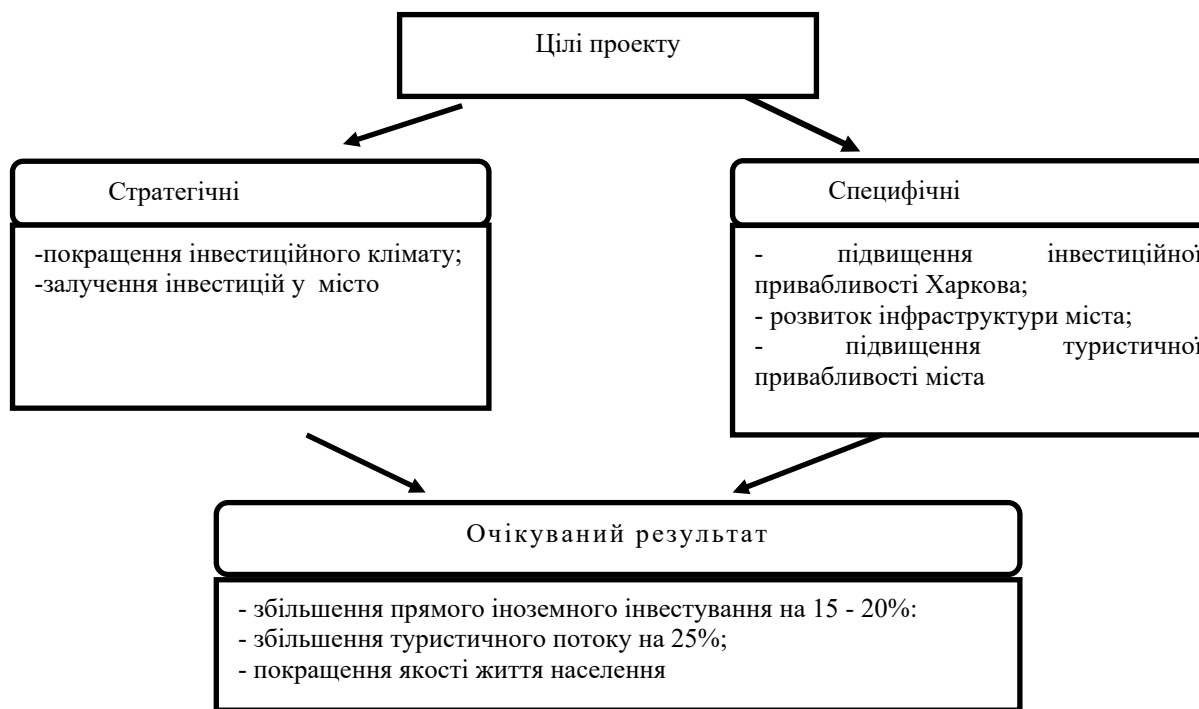 Цілі проекту
Стратегічні
-покращення інвестиційного клімату;
-залучення інвестицій у місто
Специфічні
- підвищення інвестиційної
привабливості Харкова;
- розвиток інфраструктури міста;
- підвищення туристичної
привабливості міста
Очікуваний результат
- збільшення прямого іноземного інвестування на 15 - 20%:
- збільшення туристичного потоку на 25%;
- покращення якості життя населення